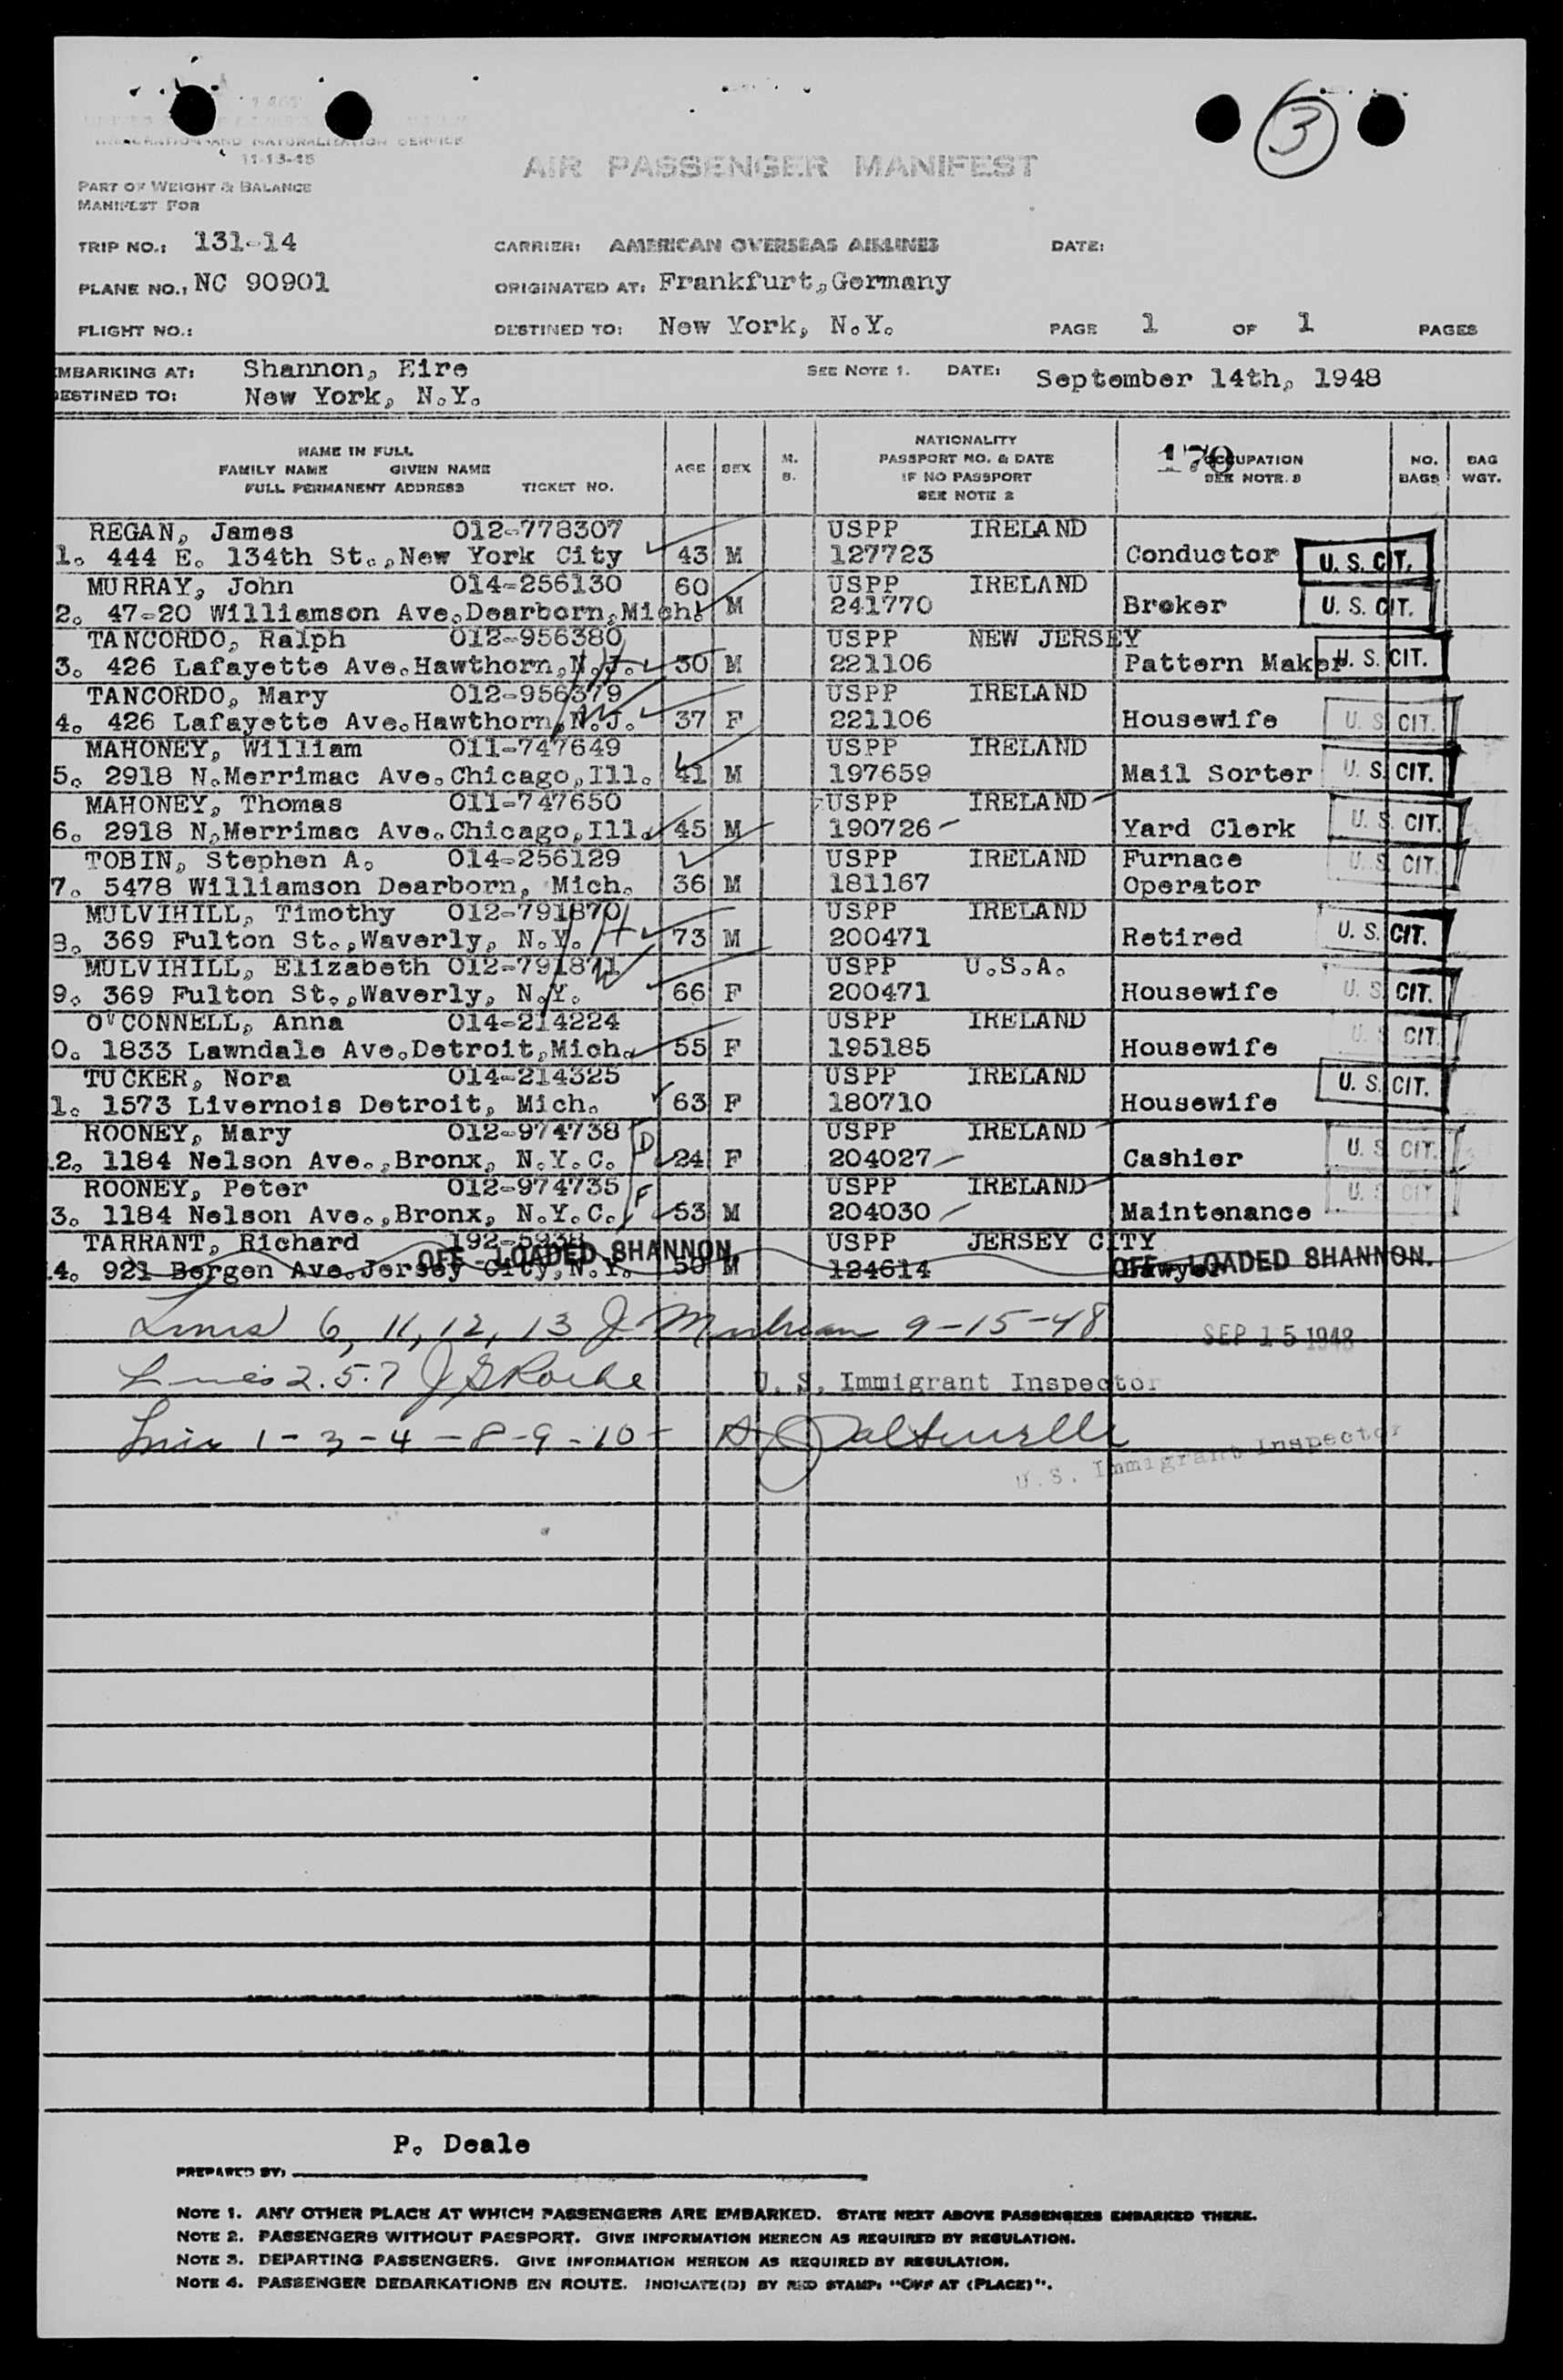 3
IMMIGRATION AND NATURALIZATION SERVICE
11-13-45
AIR PASSENGER MANIFEST
PART OF WEIGHT & BALANCE
MANIFEST FOR
TRIP NO.: 131-14 CARRIER: AMERICAN OVERSEAS AIRLINES DATE:
PLANE NO.: NC 90901 ORIGINATED AT: Frankfurt, Germany
FLIGHT NO.: DESTINED TO: New York, N.Y. PAGE 1 OF 1 PAGES
EMBARKING AT: Shannon, Eire SEE NOTE 1. DATE: September 14th, 1948
DESTINED TO: New York, N.Y.
NAME IN FULL
FAMILY NAME GIVEN NAME
FULL PERMANENT ADDRESS TICKET NO.
AGE SEX M. S.
NATIONALITY
PASSPORT NO. & DATE
IF NO PASSPORT
SEE NOTE 2
170
OCCUPATION
SEE NOTE 3
NO. BAGS
BAG WGT.
REGAN, James 012-778307 USPP IRELAND
1. 444 E. 134th St.,New York City 43 M 127723 Conductor U. S. CIT.
MURRAY, John 014-256130 60 USPP IRELAND
2. 47-20 Williamson Ave.Dearborn,Mich. M 241770 Broker U. S. CIT.
TANCORDO, Ralph 012-956380 USPP NEW JERSEY
3. 426 Lafayette Ave.Hawthorn,N.J. H 30 M 221106 Pattern Maker U. S. CIT.
TANCORDO, Mary 012-956379 USPP IRELAND
4. 426 Lafayette Ave.Hawthorn,N.J. W 37 F 221106 Housewife U. S. CIT.
MAHONEY, William 011-747649 USPP IRELAND
5. 2918 N.Merrimac Ave.Chicago,Ill. 41 M 197659 Mail Sorter U. S. CIT.
MAHONEY, Thomas 011-747650 USPP IRELAND
6. 2918 N.Merrimac Ave.Chicago,Ill. 45 M 190726 Yard Clerk U. S. CIT.
TOBIN, Stephen A. 014-256129 USPP IRELAND Furnace
7. 5478 Williamson Dearborn, Mich. 36 M 181167 Operator U. S. CIT.
MULVIHILL, Timothy 012-791870 USPP IRELAND
8. 369 Fulton St.,Waverly, N.Y. H 73 M 200471 Retired U. S. CIT.
MULVIHILL, Elizabeth 012-791871 USPP U.S.A.
9. 369 Fulton St.,Waverly, N.Y. W 66 F 200471 Housewife U. S. CIT.
O'CONNELL, Anna 014-214224 USPP IRELAND
0. 1833 Lawndale Ave.Detroit,Mich. 55 F 195185 Housewife U. S. CIT.
TUCKER, Nora 014-214325 USPP IRELAND
1. 1573 Livernois Detroit, Mich. 63 F 180710 Housewife U. S. CIT.
ROONEY, Mary 012-974738 D USPP IRELAND
.2. 1184 Nelson Ave.,Bronx, N.Y.C. 24 F 204027 Cashier U. S. CIT.
ROONEY, Peter 012-974735 F USPP IRELAND
3. 1184 Nelson Ave.,Bronx, N.Y.C. 53 M 204030 Maintenance U. S. CIT.
TARRANT, Richard 192-5938 USPP JERSEY CITY
.4. 921 Bergen Ave.Jersey City,N.Y. 50 M 124614 Lawyer
OFF - LOADED SHANNON. OFF - LOADED SHANNON.
Lines 6, 11, 12, 13 J 9-15-48 SEP 15 1948
Lines 2.5.7 J G Roche U. S. Immigrant Inspector
Line 1-3-4-8-9-10-
U. S. Immigrant Inspector
P. Deale
PREPARED BY:
NOTE 1. ANY OTHER PLACE AT WHICH PASSENGERS ARE EMBARKED. STATE NEXT ABOVE PASSENGERS EMBARKED THERE.
NOTE 2. PASSENGERS WITHOUT PASSPORT. GIVE INFORMATION HEREON AS REQUIRED BY REGULATION.
NOTE 3. DEPARTING PASSENGERS. GIVE INFORMATION HEREON AS REQUIRED BY REGULATION.
NOTE 4. PASSENGER DEBARKATIONS EN ROUTE. INDICATE(D) BY RED STAMP: "OFF AT (PLACE)".